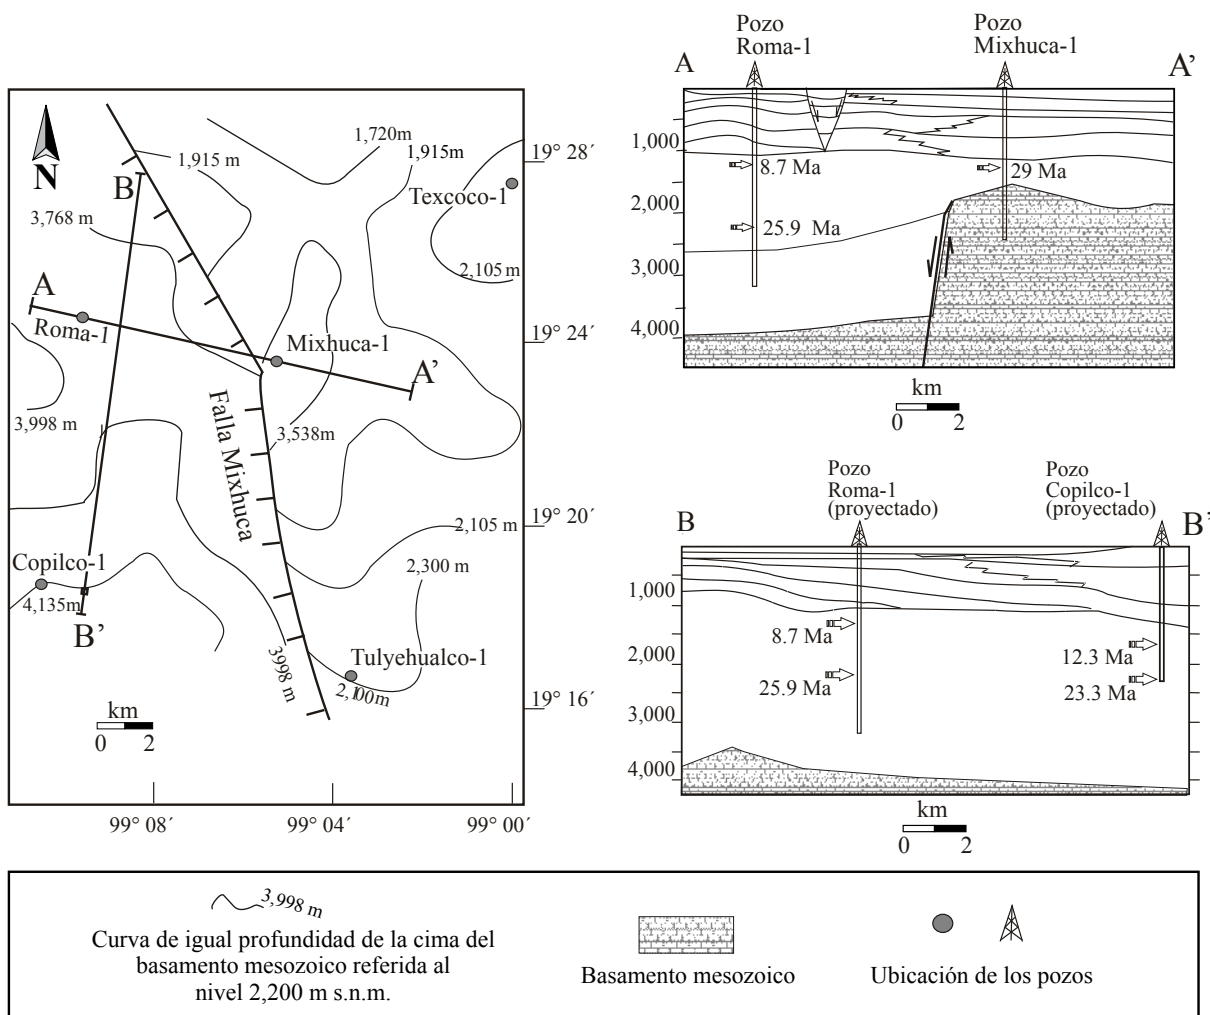 N
B
1,915 m
1,720m
1,915m
Texcoco-1
3,768 m
2,105 m
A
Roma-1
Mixhuca-1
A’
3,998 m
Falla Mixhuca
3,538m
2,105 m
Copilco-1
4,135m
B’
2,300 m
3998 m
Tulyehualco-1
2,100m
km
0 2
19° 28´
19° 24´
19° 20´
19° 16´
99° 08´
99° 04´
99° 00´
Pozo
Roma-1
Pozo
Mixhuca-1
A
A’
1,000
2,000
3,000
4,000
8.7 Ma
29 Ma
25.9 Ma
km
0 2
Pozo
Roma-1
(proyectado)
Pozo
Copilco-1
(proyectado)
B
B’
1,000
2,000
3,000
4,000
8.7 Ma
25.9 Ma
12.3 Ma
23.3 Ma
km
0 2
3,998 m
Curva de igual profundidad de la cima del
basamento mesozoico referida al
nivel 2,200 m s.n.m.
Basamento mesozoico
Ubicación de los pozos